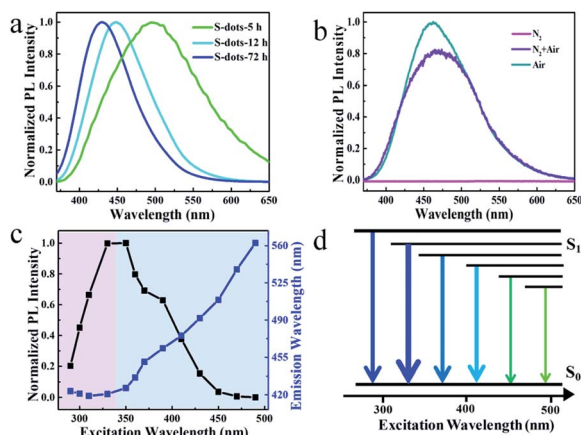 a
S-dots-5 h
S-dots-12 h
S-dots-72 h
Normalized PL Intensity
1.0
0.8
0.6
0.4
0.2
0.0
400 450 500 550 600 650
Wavelength (nm)
b
N₂
N₂+Air
Air
Normalized PL Intensity
1.0
0.8
0.6
0.4
0.2
0.0
400 450 500 550 600 650
Wavelength (nm)
c
Normalized PL Intensity
1.0
0.8
0.6
0.4
0.2
0.0
300 350 400 450 500
Excitation Wavelength (nm)
560
525
490
455
420
Emission Wavelength (nm)
d
S₁
S₀
300 400 500
Excitation Wavelength (nm)